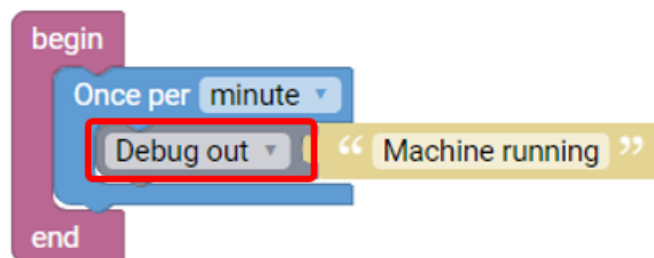 begin
Once per minute
Debug out “ Machine running ”
end